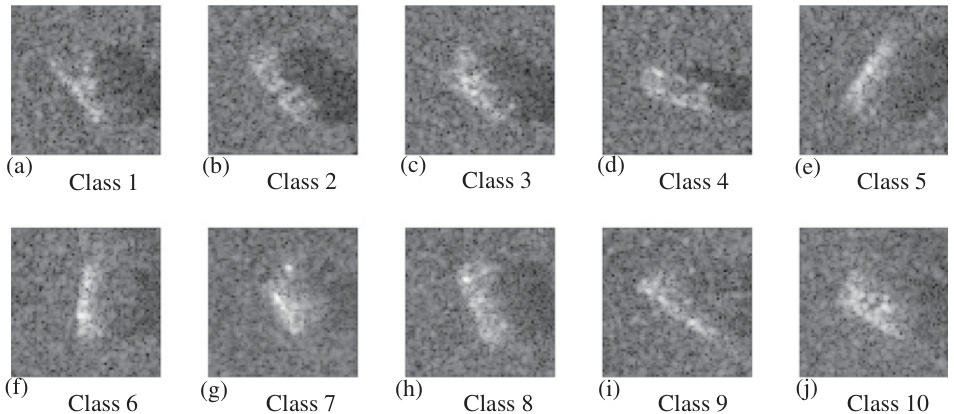 (a) (b) (c) (d) (e)
Class 1 Class 2 Class 3 Class 4 Class 5
(f) (g) (h) (i) (j)
Class 6 Class 7 Class 8 Class 9 Class 10